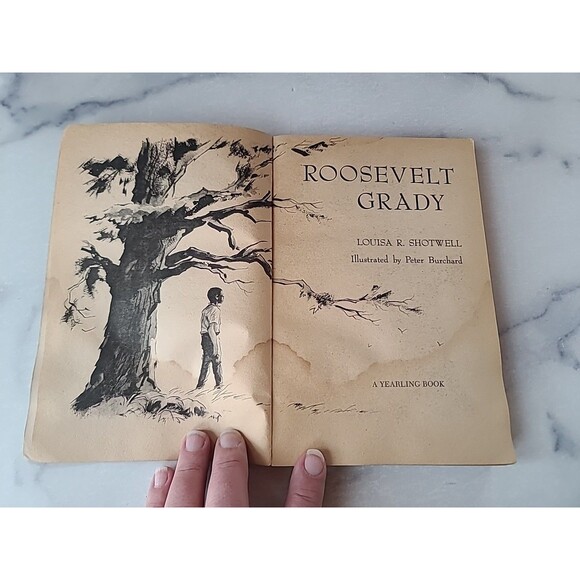 ROOSEVELT
GRADY
LOUISA R. SHOTWELL
Illustrated by Peter Burchard
A YEARLING BOOK